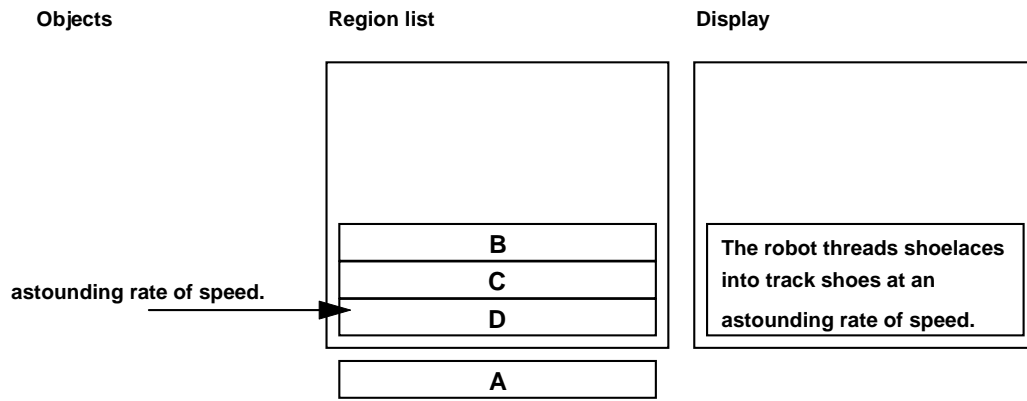 Objects
Region list
Display
B
C
D
A
astounding rate of speed.
The robot threads shoelaces
into track shoes at an
astounding rate of speed.